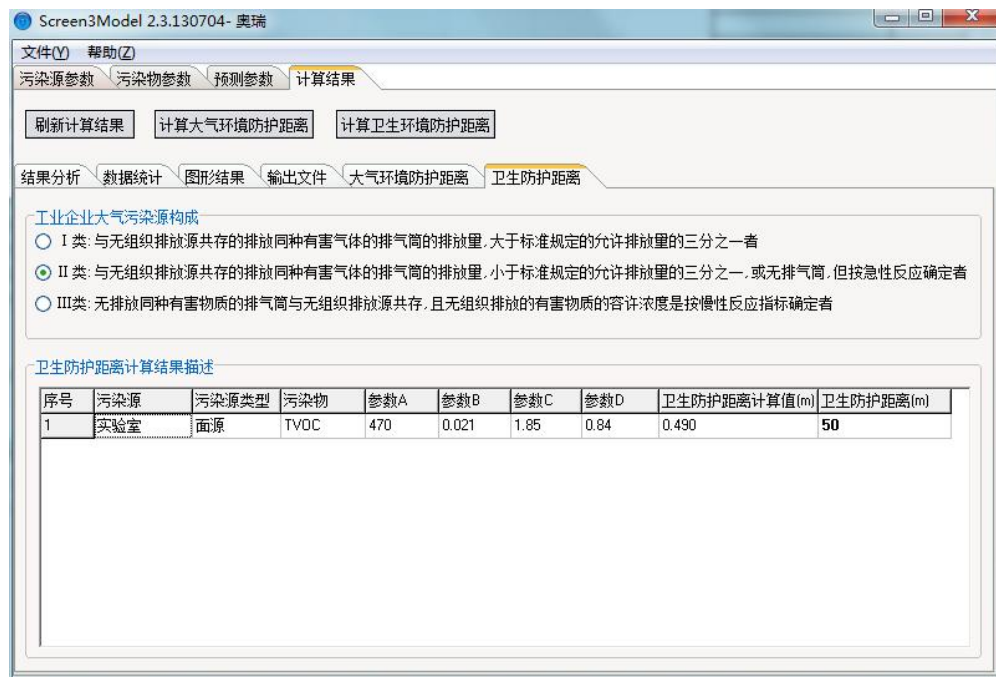 Screen3Model 2.3.130704- 奥瑞
文件(Y) 帮助(Z)
污染源参数 污染物参数 预测参数 计算结果
刷新计算结果 计算大气环境防护距离 计算卫生环境防护距离
结果分析 数据统计 图形结果 输出文件 大气环境防护距离 卫生防护距离
工业企业大气污染源构成
I 类: 与无组织排放源共存的排放同种有害气体的排气筒的排放量,大于标准规定的允许排放量的三分之一者
II 类: 与无组织排放源共存的排放同种有害气体的排气筒的排放量,小于标准规定的允许排放量的三分之一,或无排气筒,但按急性反应确定者
III类: 无排放同种有害物质的排气筒与无组织排放源共存,且无组织排放的有害物质的容许浓度是按慢性反应指标确定者
卫生防护距离计算结果描述
序号 污染源 污染源类型 污染物 参数A 参数B 参数C 参数D 卫生防护距离计算值(m) 卫生防护距离(m)
1 实验室 面源 TVOC 470 0.021 1.85 0.84 0.490 50